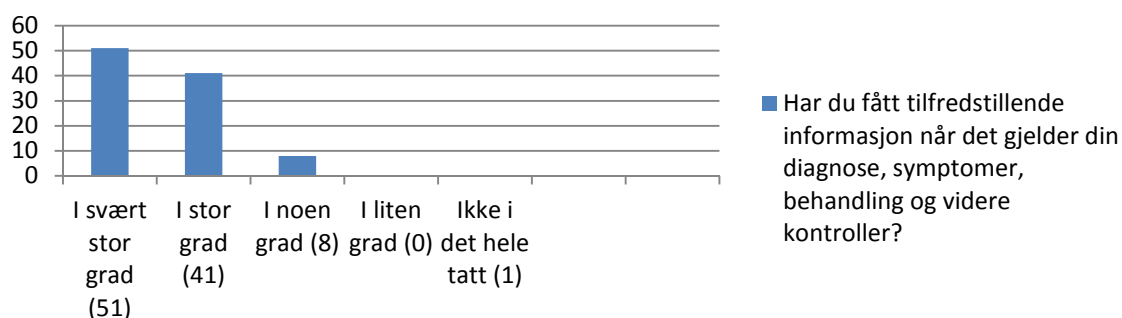 60
50
40
30
20
10
0
I svært
stor
grad
(51)
I stor
grad
(41)
I noen
grad (8)
I liten
grad (0)
Ikke i
det hele
tatt (1)
Har du fått tilfredstillende
informasjon når det gjelder din
diagnose, symptomer,
behandling og videre
kontroller?